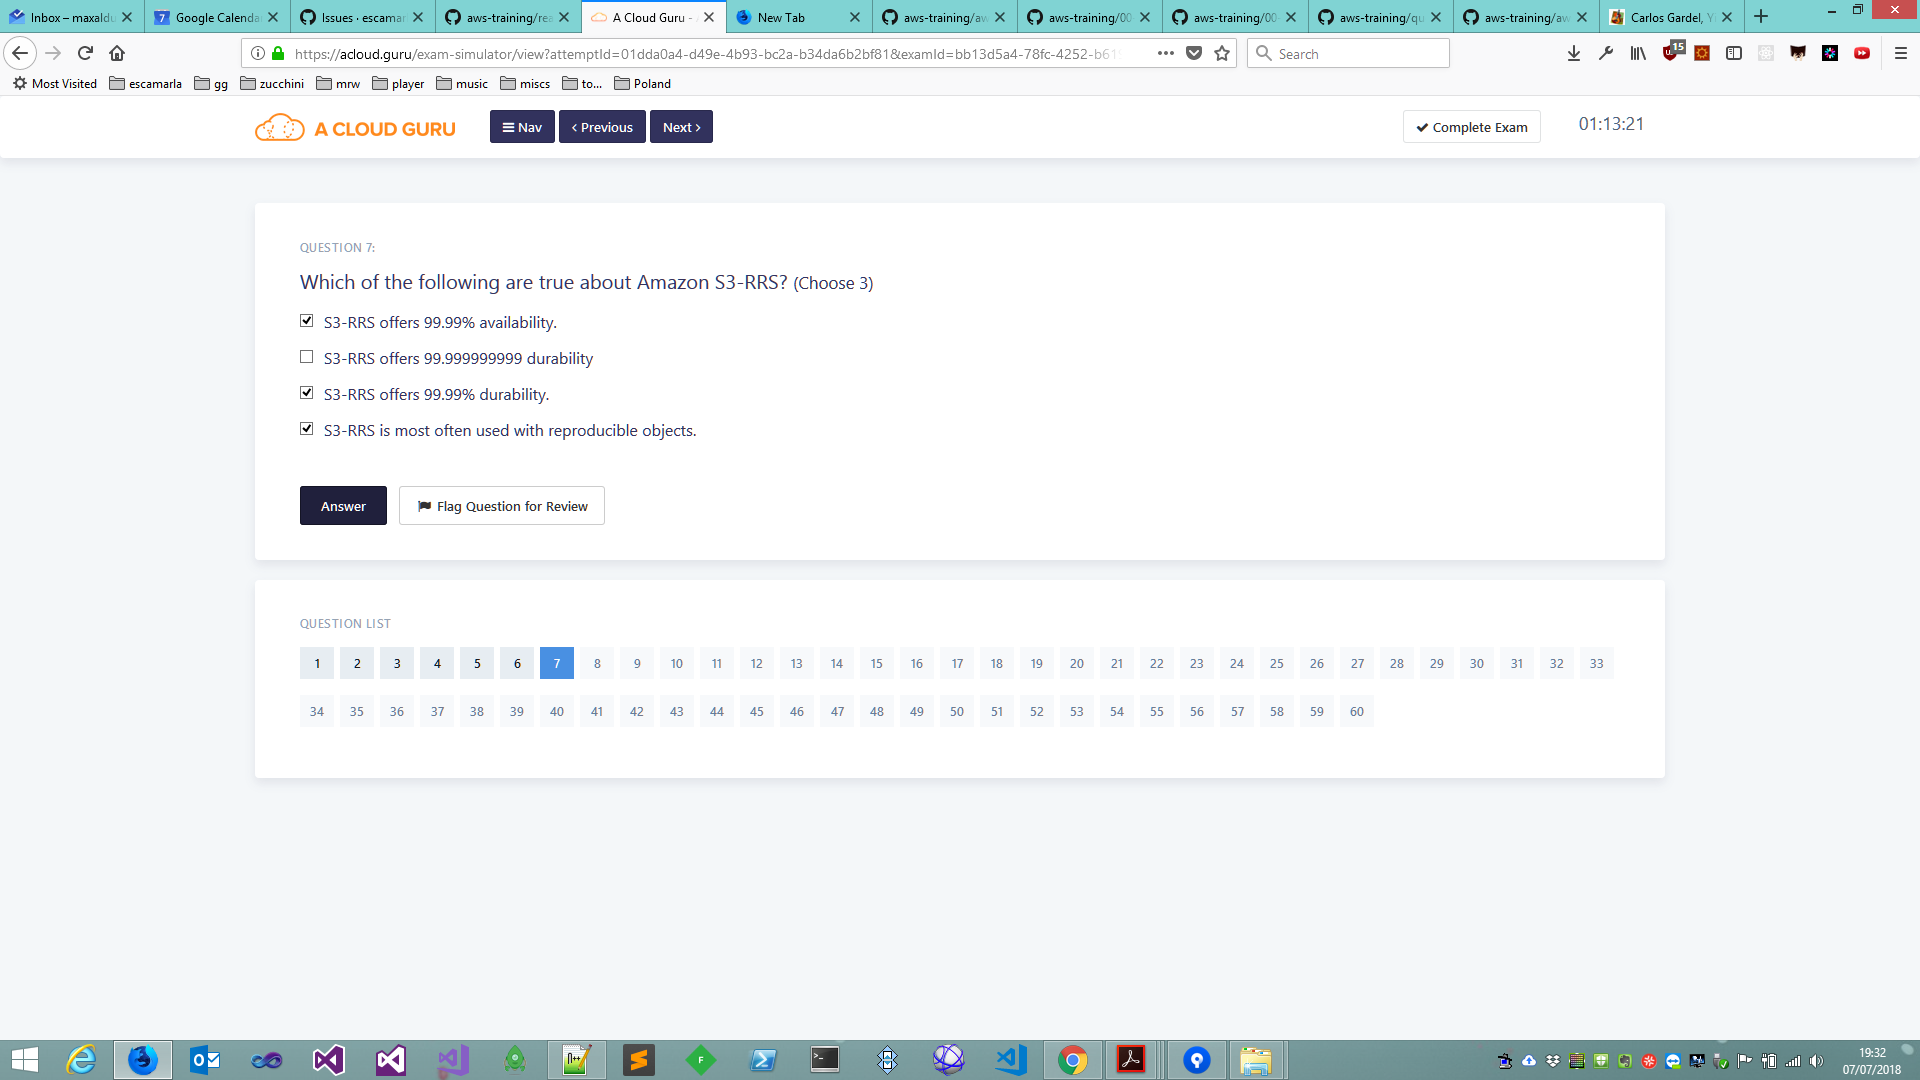 Inbox – maxaldu
Google Calenda
Issues · escamar
aws-training/rea
A Cloud Guru - A
New Tab
aws-training/aw
aws-training/00
aws-training/00
aws-training/qu
aws-training/aw
Carlos Gardel, Y
https://acloud.guru/exam-simulator/view?attemptId=01dda0a4-d49e-4b93-bc2a-b34da6b2bf81&examId=bb13d5a4-78fc-4252-b61
Search
15
Most Visited
escamarla
gg
zucchini
mrw
player
music
miscs
to...
Poland
A CLOUD GURU
Nav
‹ Previous
Next ›
Complete Exam
01:13:21
QUESTION 7:
Which of the following are true about Amazon S3-RRS? (Choose 3)
S3-RRS offers 99.99% availability.
S3-RRS offers 99.999999999 durability
S3-RRS offers 99.99% durability.
S3-RRS is most often used with reproducible objects.
Answer
Flag Question for Review
QUESTION LIST
1 2 3 4 5 6 7 8 9 10 11 12 13 14 15 16 17 18 19 20 21 22 23 24 25 26 27 28 29 30 31 32 33
34 35 36 37 38 39 40 41 42 43 44 45 46 47 48 49 50 51 52 53 54 55 56 57 58 59 60
19:32
07/07/2018